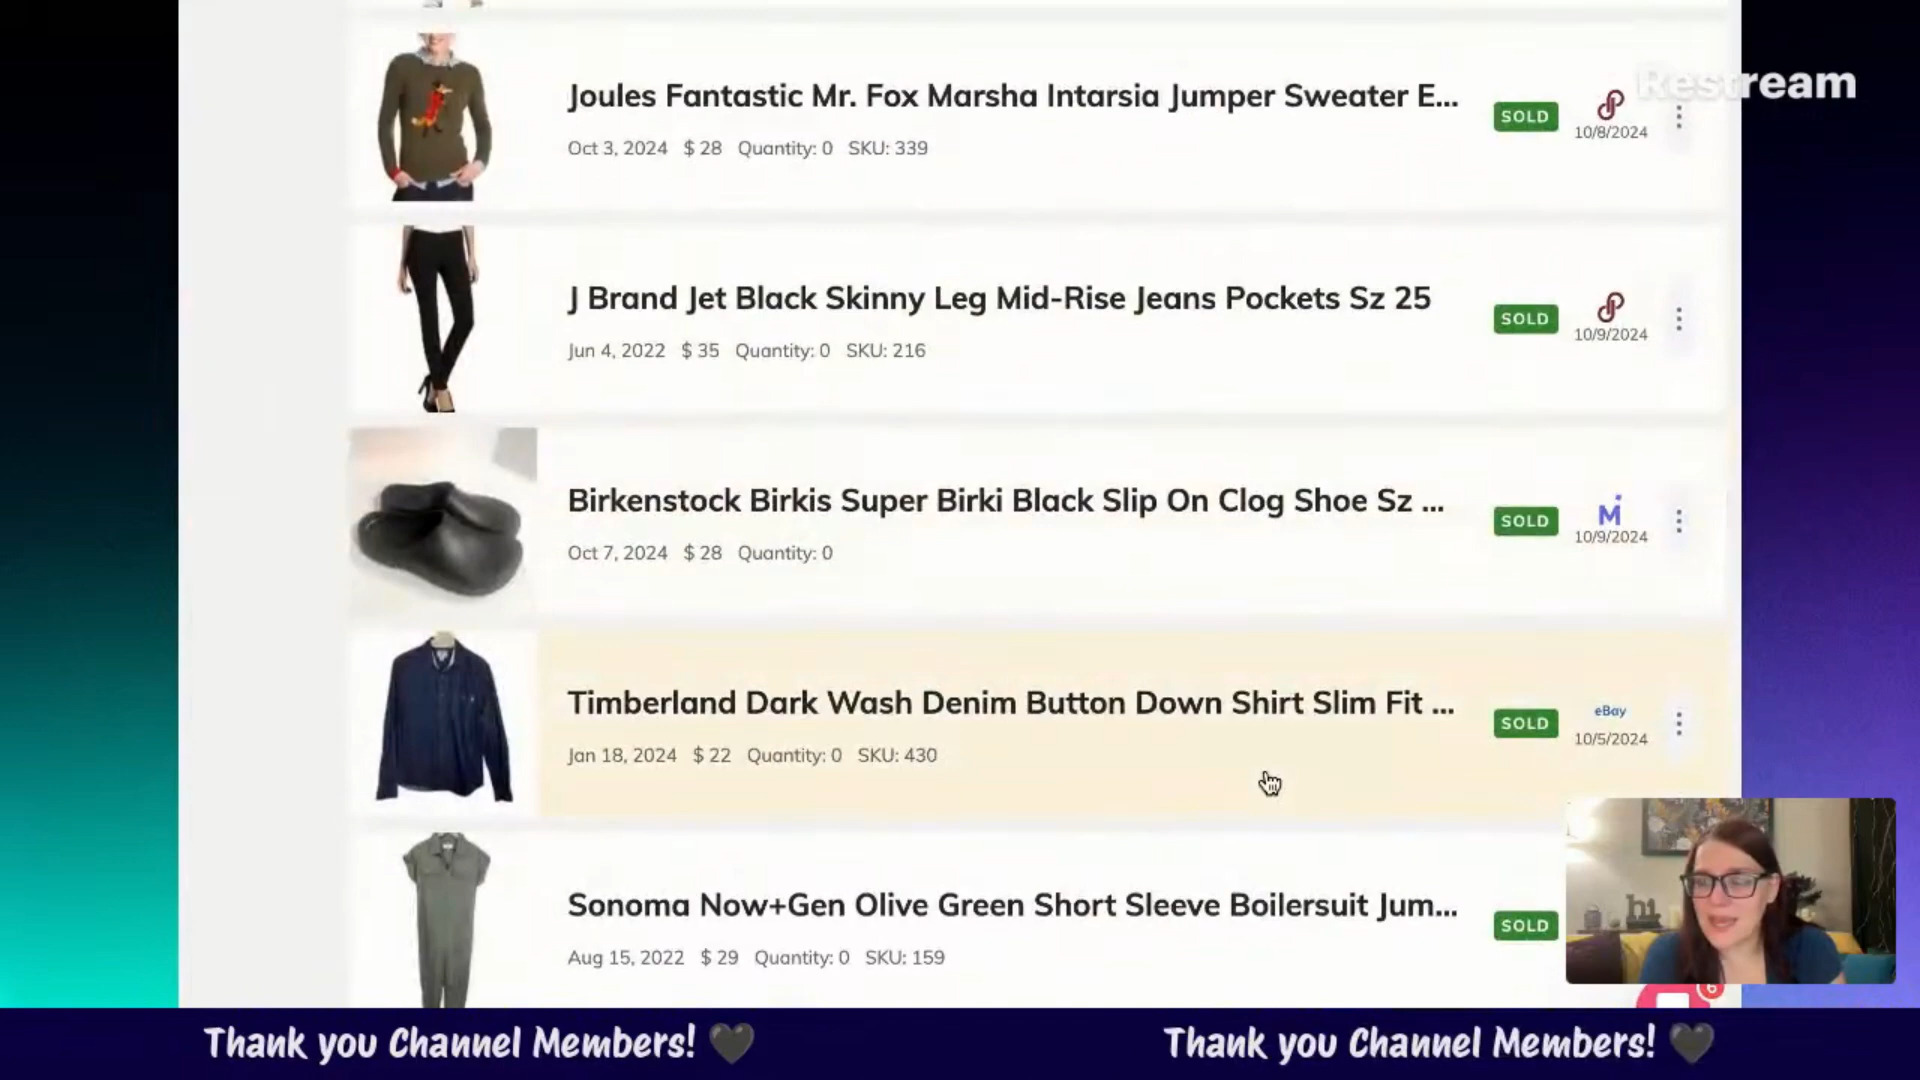 Restream
Joules Fantastic Mr. Fox Marsha Intarsia Jumper Sweater E...
Oct 3, 2024 $ 28 Quantity: 0 SKU: 339
SOLD
10/8/2024
J Brand Jet Black Skinny Leg Mid-Rise Jeans Pockets Sz 25
Jun 4, 2022 $ 35 Quantity: 0 SKU: 216
SOLD
10/9/2024
Birkenstock Birkis Super Birki Black Slip On Clog Shoe Sz ...
Oct 7, 2024 $ 28 Quantity: 0
SOLD
10/9/2024
Timberland Dark Wash Denim Button Down Shirt Slim Fit ...
Jan 18, 2024 $ 22 Quantity: 0 SKU: 430
SOLD
eBay
10/5/2024
Sonoma Now+Gen Olive Green Short Sleeve Boilersuit Jum...
Aug 15, 2022 $ 29 Quantity: 0 SKU: 159
SOLD
6
Thank you Channel Members! 🖤
Thank you Channel Members! 🖤